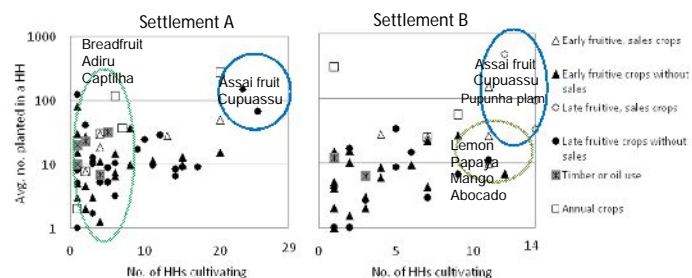 Settlement A
Settlement B
Avg. no. planted in a HH
1000
100
10
1
Breadfruit
Adiru
Captilha
Assai fruit
Cupuassu
0
10
20
29
No. of HHs cultivating
Assai fruit
Cupuassu
Pupunha plam
Lemon
Papaya
Mango
Abocado
0
5
10
14
No. of HHs cultivating
Early fruitive, sales crops
Early fruitive crops without
sales
Late fruitive, sales crops
Late fruitive crops without
sales
Timber or oil use
Annual crops